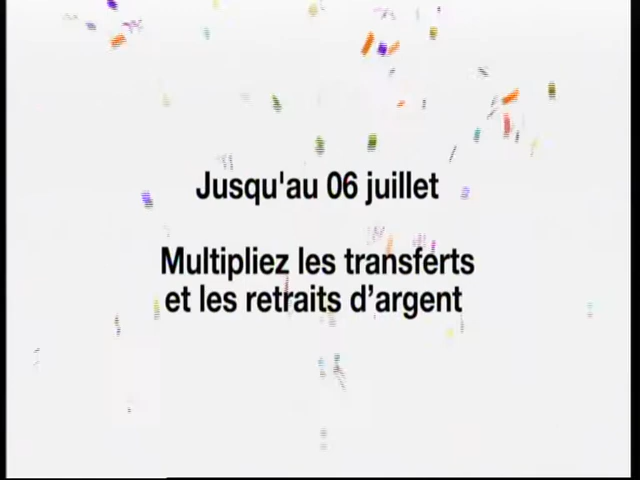 Jusqu'au 06 juillet
Multipliez les transferts
et les retraits d’argent